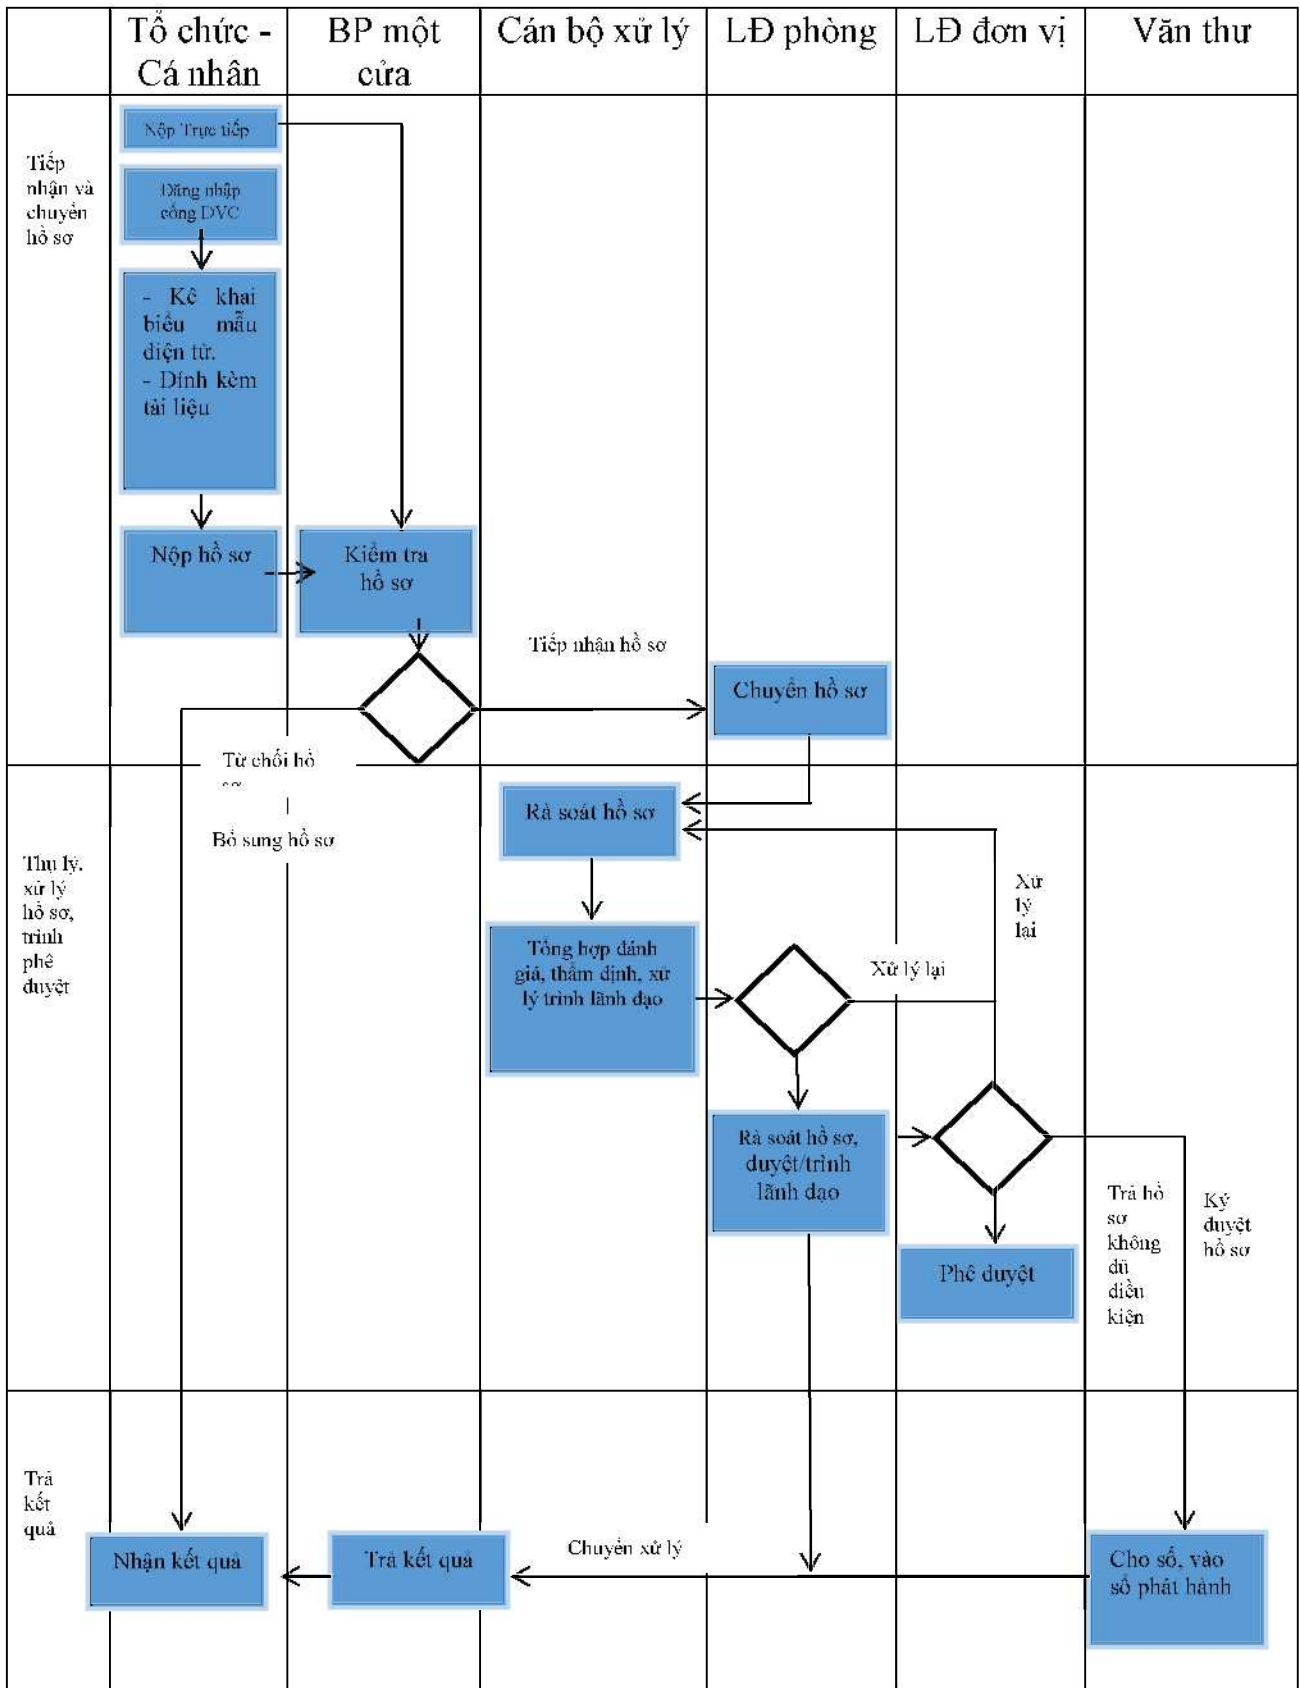 Tổ chức -
Cá nhân
BP một
cửa
Cán bộ xử lý
LĐ phòng
LĐ đơn vị
Văn thư
Tiếp
nhận và
chuyển
hồ sơ
Nộp Trực tiếp
Đăng nhập
cổng DVC
- Kê khai
biểu mẫu
điện tử.
- Đính kèm
tài liệu
Nộp hồ sơ
Kiểm tra
hồ sơ
Tiếp nhận hồ sơ
Chuyển hồ sơ
Từ chối hồ
sơ
Bổ sung hồ sơ
Thụ lý,
xử lý
hồ sơ,
trình
phê
duyệt
Rà soát hồ sơ
Xử
lý
lại
Tổng hợp đánh
giá, thẩm định, xử
lý trình lãnh đạo
Xử lý lại
Rà soát hồ sơ,
duyệt/trình
lãnh đạo
Phê duyệt
Trả hồ
sơ
không
đủ
điều
kiện
Ký
duyệt
hồ sơ
Trả
kết
quả
Nhận kết quả
Trả kết quả
Chuyển xử lý
Cho số, vào
sổ phát hành